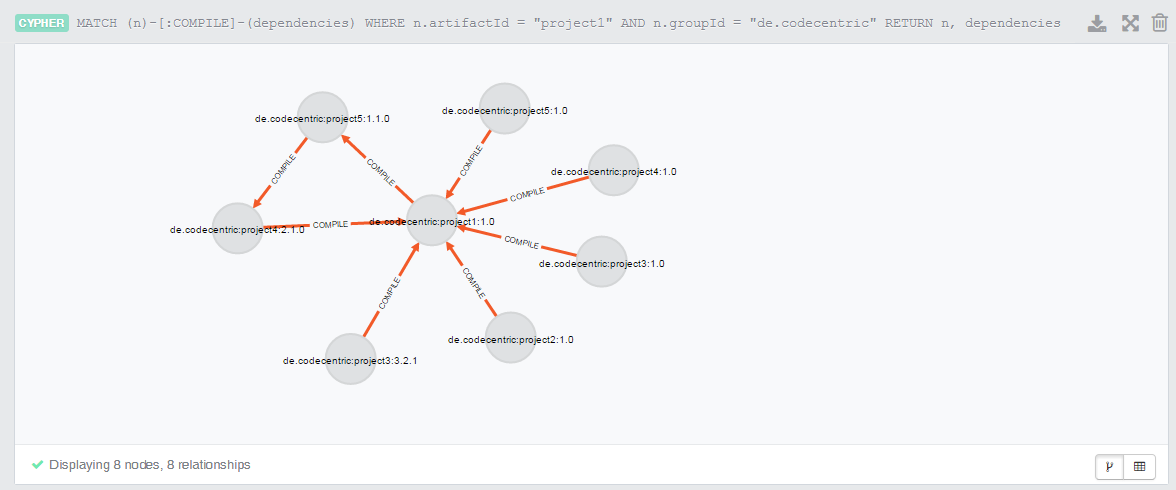 CYPHER MATCH (n)-[:COMPILE]-(dependencies) WHERE n.artifactId = "project1" AND n.groupId = "de.codecentric" RETURN n, dependencies
de.codecentric:project5:1.1.0
de.codecentric:project5:1.0
COMPILE
COMPILE
COMPILE
de.codecentric:project4:1.0
COMPILE
de.codecentric:project4:2.1.0
COMPILE
de.codecentric:project1:1.0
COMPILE
de.codecentric:project3:1.0
COMPILE
COMPILE
de.codecentric:project3:3.2.1
de.codecentric:project2:1.0
Displaying 8 nodes, 8 relationships